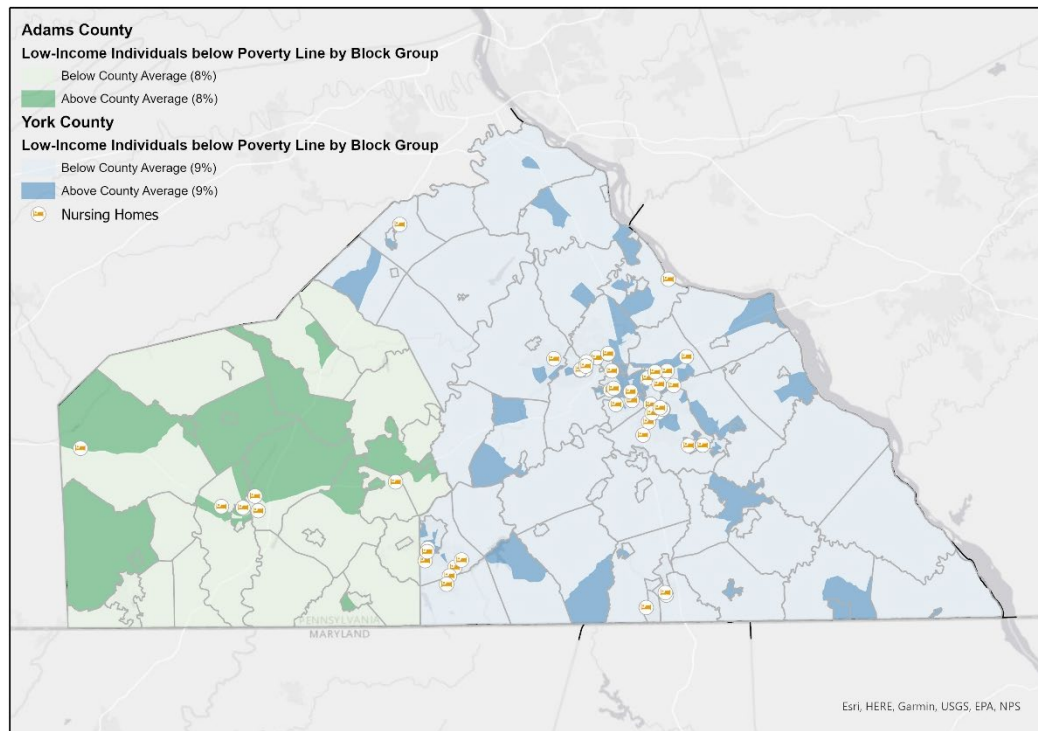 Adams County
Low-Income Individuals below Poverty Line by Block Group
Below County Average (8%)
Above County Average (8%)
York County
Low-Income Individuals below Poverty Line by Block Group
Below County Average (9%)
Above County Average (9%)
Nursing Homes
PENNSYLVANIA
MARYLAND
Esri, HERE, Garmin, USGS, EPA, NPS